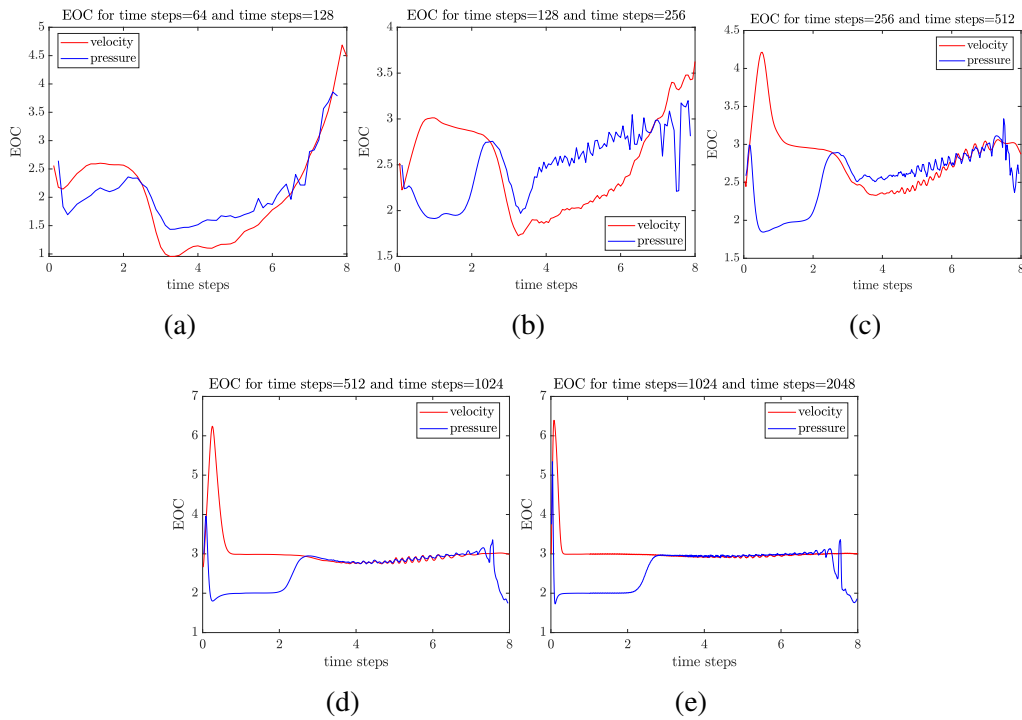 EOC for time steps=64 and time steps=128
5
4.5
4
3.5
3
2.5
2
1.5
1
EOC
velocity
pressure
0 2 4 6 8
time steps
(a)
EOC for time steps=128 and time steps=256
4
3.5
3
2.5
2
1.5
EOC
velocity
pressure
0 2 4 6 8
time steps
(b)
EOC for time steps=256 and time steps=512
4.5
4
3.5
3
2.5
2
1.5
EOC
velocity
pressure
0 2 4 6 8
time steps
(c)
EOC for time steps=512 and time steps=1024
7
6
5
4
3
2
1
EOC
velocity
pressure
0 2 4 6 8
time steps
(d)
EOC for time steps=1024 and time steps=2048
7
6
5
4
3
2
1
EOC
velocity
pressure
0 2 4 6 8
time steps
(e)